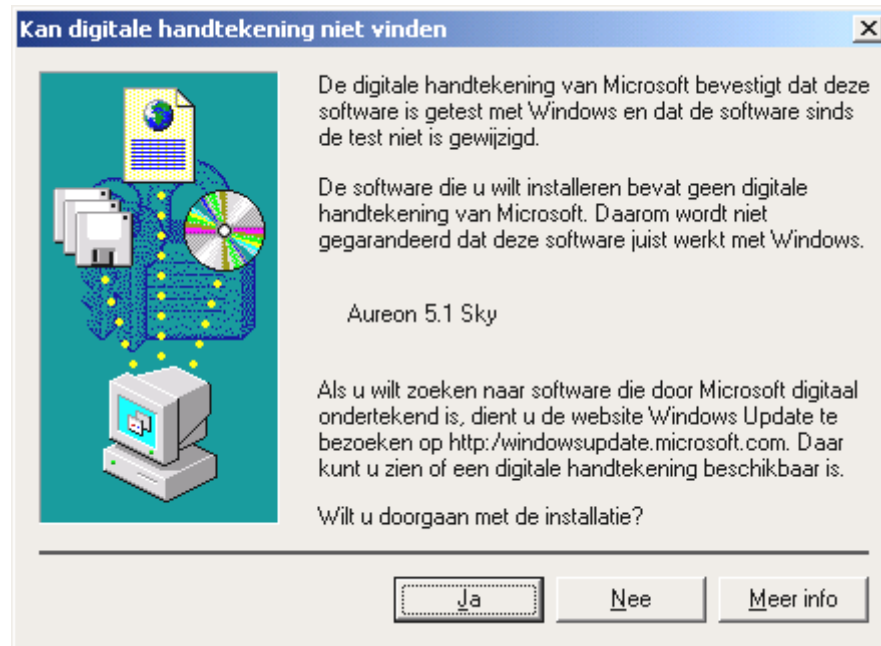 Kan digitale handtekening niet vinden
De digitale handtekening van Microsoft bevestigt dat deze
software is getest met Windows en dat de software sinds
de test niet is gewijzigd.
De software die u wilt installeren bevat geen digitale
handtekening van Microsoft. Daarom wordt niet
gegarandeerd dat deze software juist werkt met Windows.
Aureon 5.1 Sky
Als u wilt zoeken naar software die door Microsoft digitaal
ondertekend is, dient u de website Windows Update te
bezoeken op http:/windowsupdate.microsoft.com. Daar
kunt u zien of een digitale handtekening beschikbaar is.
Wilt u doorgaan met de installatie?
Ja Nee Meer info